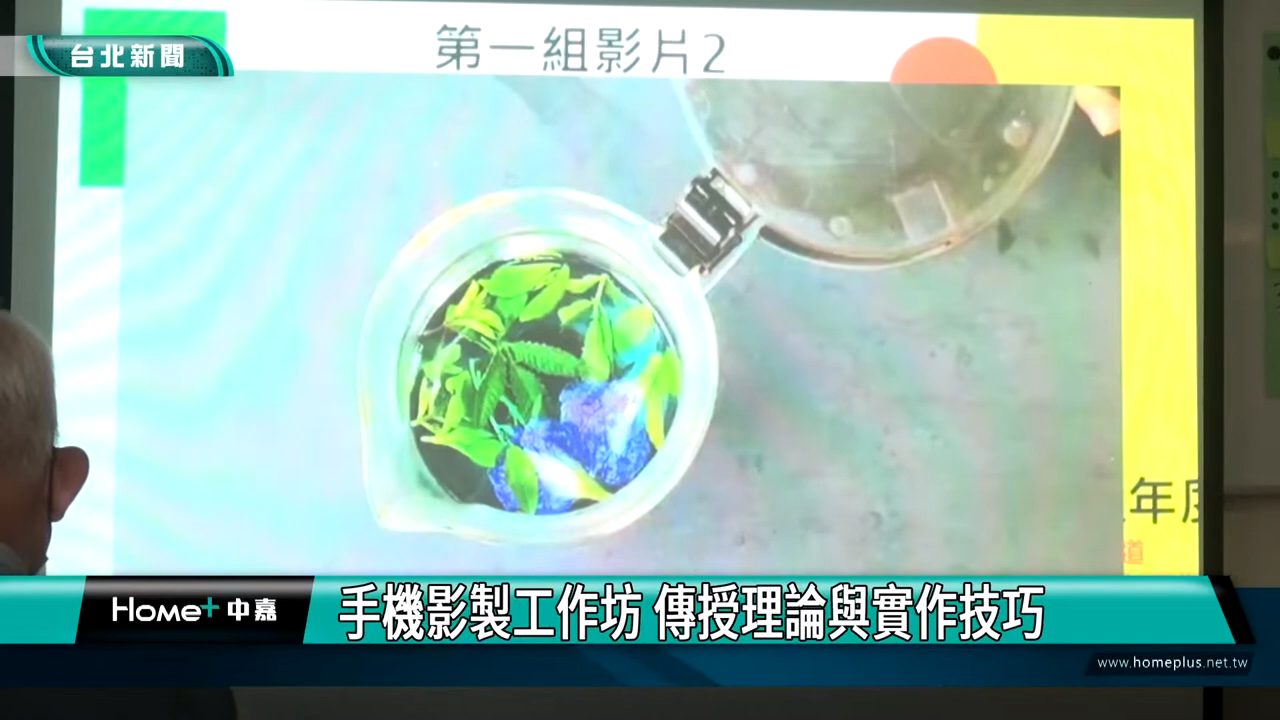 台北新聞
第一組影片2
年度
道
Home+中嘉
手機影製工作坊 傳授理論與實作技巧
www.homeplus.net.tw